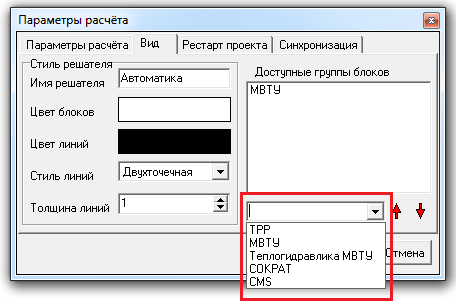 Параметры расчёта
Параметры расчёта Вид Рестарт проекта Синхронизация
Стиль решателя
Имя решателя Автоматика
Цвет блоков
Цвет линий
Стиль линий Двухточечная
Толщина линий 1
Доступные группы блоков
МВТУ
ТРР
МВТУ
Теплогидравлика МВТУ
СОКРАТ
CMS
Отмена